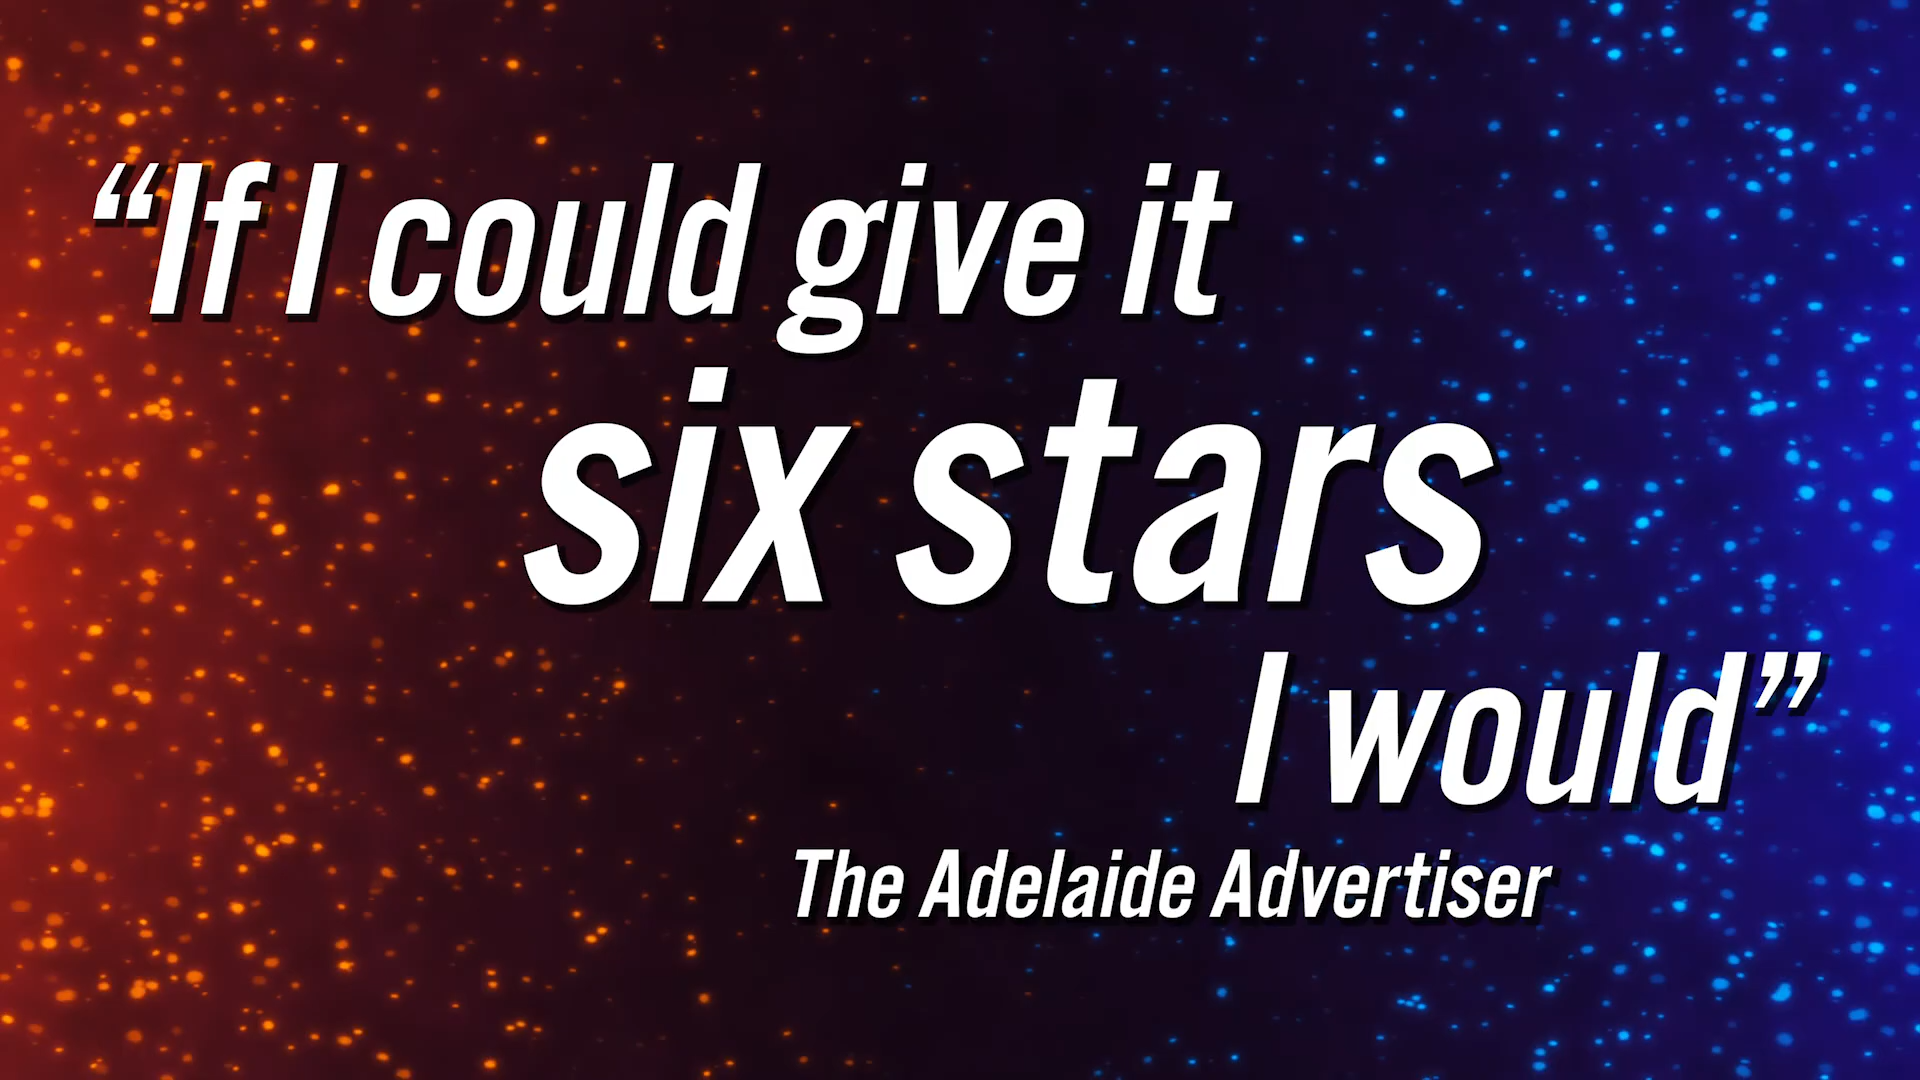 “If I could give it
six stars
I would”
The Adelaide Advertiser